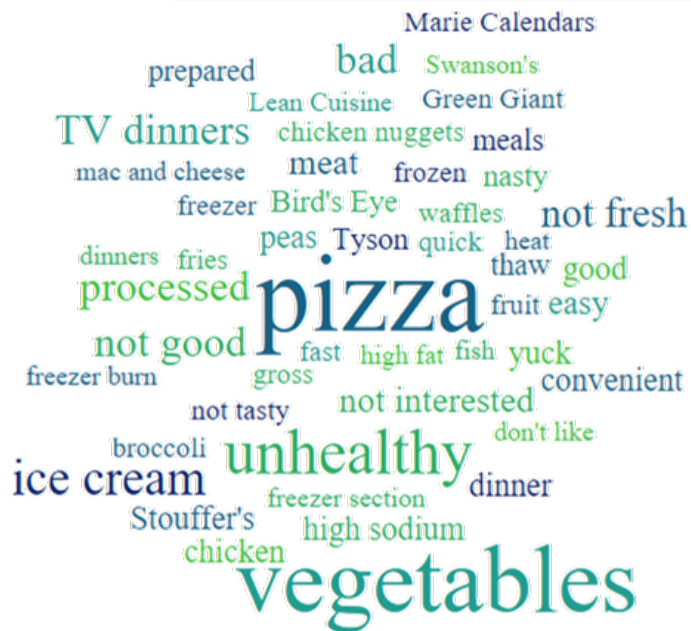 Marie Calendars
bad Swanson's
prepared
Lean Cuisine Green Giant
TV dinners chicken nuggets meals
mac and cheese meat frozen nasty
freezer Bird's Eye waffles not fresh
peas Tyson quick heat
dinners fries thaw good
processed pizza fruit easy
not good fast high fat fish yuck
freezer burn gross convenient
not tasty not interested
broccoli unhealthy don't like
ice cream dinner
freezer section
Stouffer's high sodium
chicken
vegetables